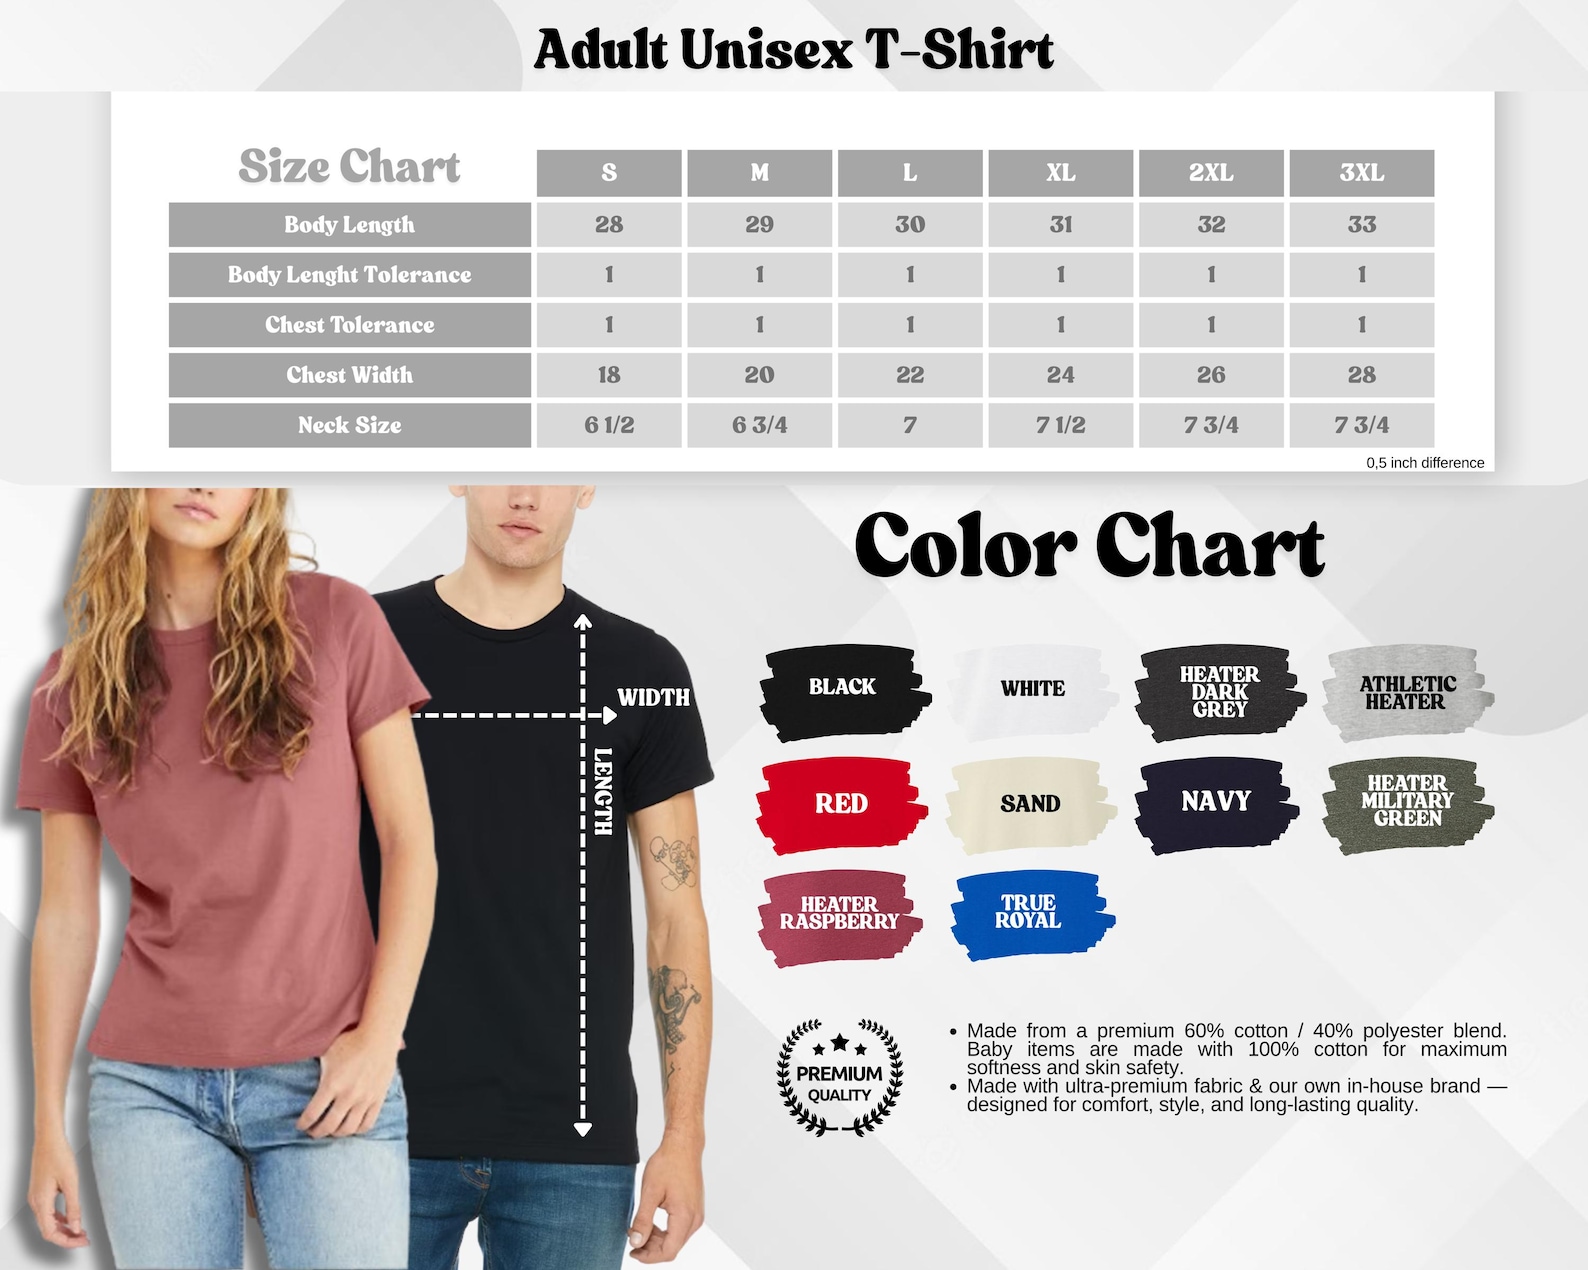 Adult Unisex T-Shirt
Size Chart S M L XL 2XL 3XL
Body Length 28 29 30 31 32 33
Body Lenght Tolerance 1 1 1 1 1 1
Chest Tolerance 1 1 1 1 1 1
Chest Width 18 20 22 24 26 28
Neck Size 6 1/2 6 3/4 7 7 1/2 7 3/4 7 3/4
0,5 inch difference
WIDTH
LENGTH
Color Chart
BLACK
WHITE
HEATER
DARK
GREY
ATHLETIC
HEATER
RED
SAND
NAVY
HEATER
MILITARY
GREEN
HEATER
RASPBERRY
TRUE
ROYAL
PREMIUM
QUALITY
• Made from a premium 60% cotton / 40% polyester blend.
Baby items are made with 100% cotton for maximum
softness and skin safety.
• Made with ultra-premium fabric & our own in-house brand —
designed for comfort, style, and long-lasting quality.